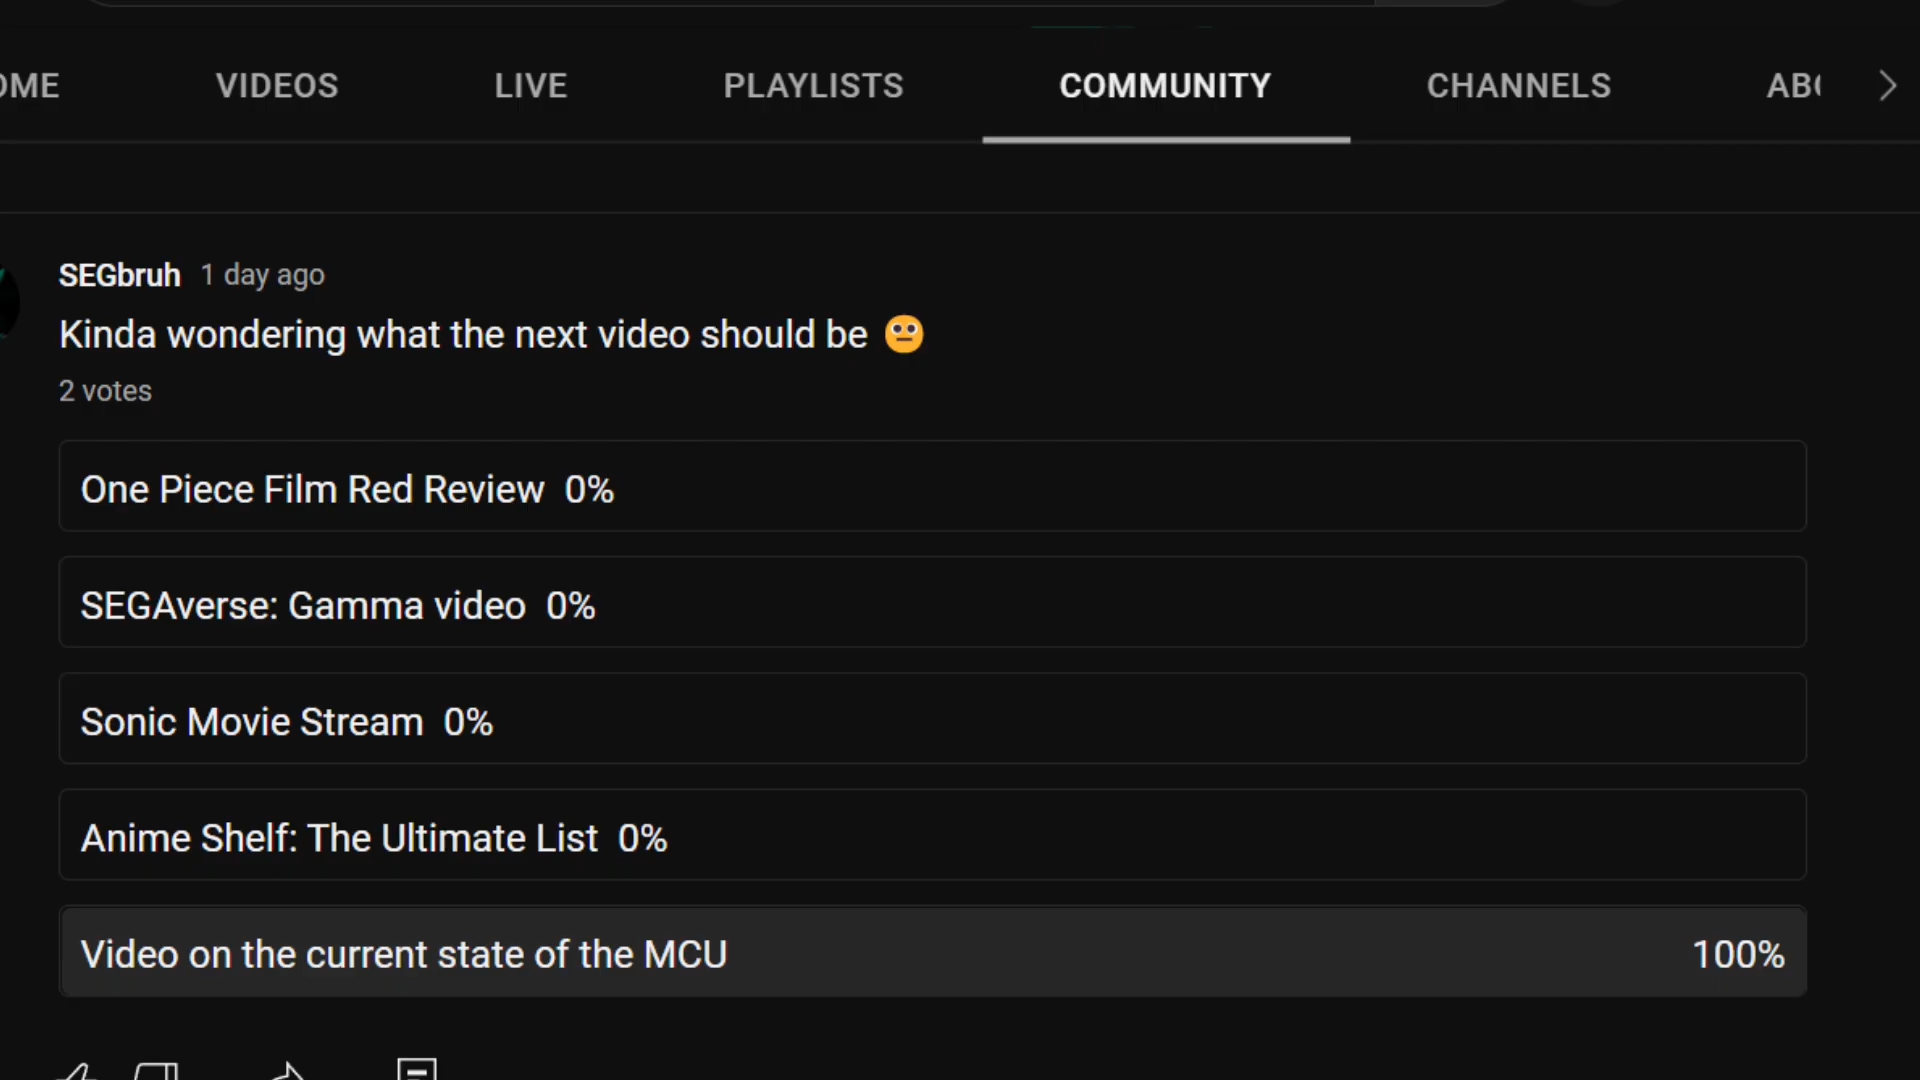 OME VIDEOS LIVE PLAYLISTS COMMUNITY CHANNELS ABO
SEGbruh 1 day ago
Kinda wondering what the next video should be 😐
2 votes
One Piece Film Red Review 0%
SEGAverse: Gamma video 0%
Sonic Movie Stream 0%
Anime Shelf: The Ultimate List 0%
Video on the current state of the MCU 100%